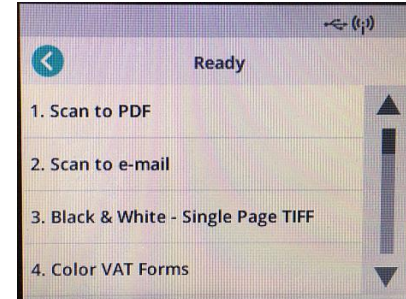 Ready
1. Scan to PDF
2. Scan to e-mail
3. Black & White - Single Page TIFF
4. Color VAT Forms